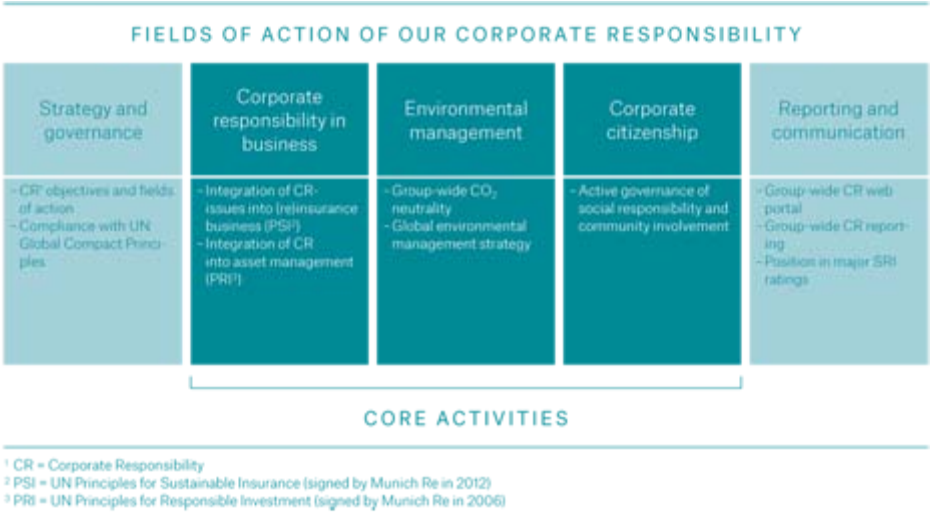 FIELDS OF ACTION OF OUR CORPORATE RESPONSIBILITY
Strategy and
governance
- CR¹ objectives and fields
of action
- Compliance with UN
Global Compact Princi-
ples
Corporate
responsibility in
business
- Integration of CR-
issues into (re)insurance
business (PSI²)
- Integration of CR
into asset management
(PRI³)
Environmental
management
- Group-wide CO₂
neutrality
- Global environmental
management strategy
Corporate
citizenship
- Active governance of
social responsibility and
community involvement
Reporting and
communication
- Group-wide CR web
portal
- Group-wide CR report-
ing
- Position in major SRI
ratings
CORE ACTIVITIES
¹ CR = Corporate Responsibility
² PSI = UN Principles for Sustainable Insurance (signed by Munich Re in 2012)
³ PRI = UN Principles for Responsible Investment (signed by Munich Re in 2006)